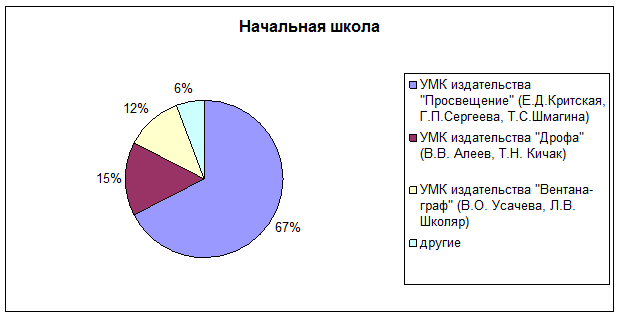 Начальная школа
6%
12%
15%
67%
УМК издательства
"Просвещение" (Е.Д.Критская,
Г.П.Сергеева, Т.С.Шмагина)
УМК издательства "Дрофа"
(В.В. Алеев, Т.Н. Кичак)
УМК издательства "Вентана-
граф" (В.О. Усачева, Л.В.
Школяр)
другие